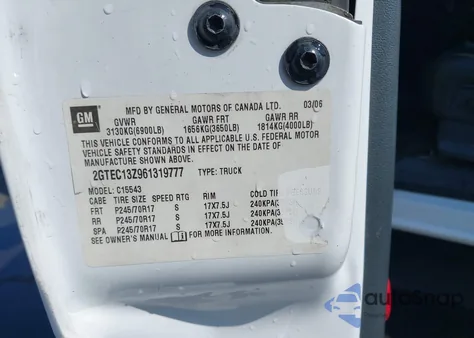 GM
MFD BY GENERAL MOTORS OF CANADA LTD. 03/06
GVWR GAWR FRT GAWR RR
3130KG(6900LB) 1656KG(3650LB) 1814KG(4000LB)
THIS VEHICLE CONFORMS TO ALL APPLICABLE U.S. FEDERAL MOTOR
VEHICLE SAFETY STANDARDS IN EFFECT ON THE DATE OF
MANUFACTURE SHOWN ABOVE.
2GTEC13Z961319777 TYPE: TRUCK
MODEL: C15543
CABE TIRE SIZE SPEED RTG RIM COLD TI
FRT P245/70R17 S 17X7.5J 240KPA(
RR P245/70R17 S 17X7.5J 240KPA(3
SPA P245/70R17 S 17X7.5J 240KPA(35
SEE OWNER'S MANUAL FOR MORE INFORMATION.
autoSnap